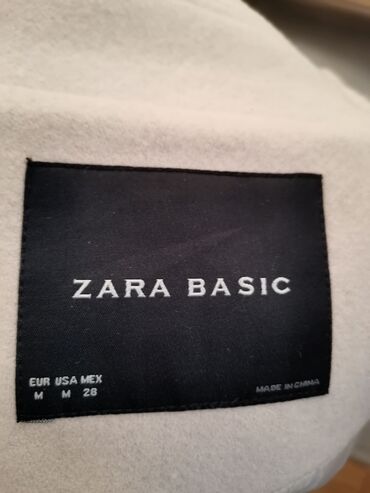 ZARA BASIC
EUR USA MEX
M M 28
MADE IN CHINA